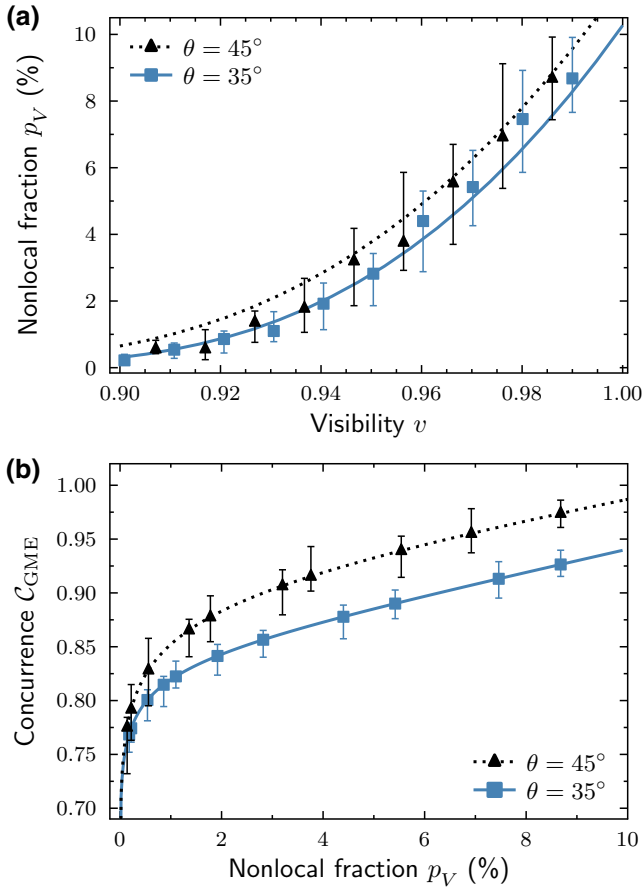 (a)
θ = 45°
θ = 35°
Nonlocal fraction p_V (%)
10
8
6
4
2
0
0.90 0.92 0.94 0.96 0.98 1.00
Visibility v
(b)
1.00
0.95
0.90
0.85
0.80
0.75
0.70
Concurrence 𝒞_GME
θ = 45°
θ = 35°
0 2 4 6 8 10
Nonlocal fraction p_V (%)